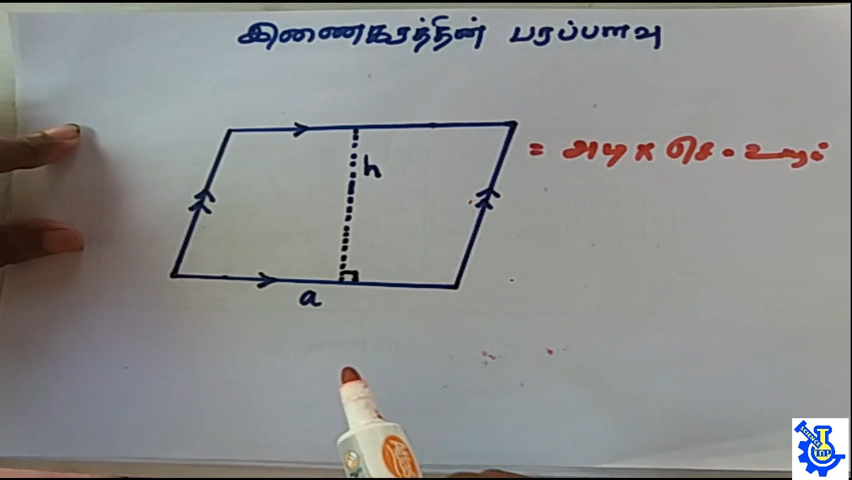 இணைகரத்தின் பரப்பளவு
= அடி × செ. உயரம்
h
a